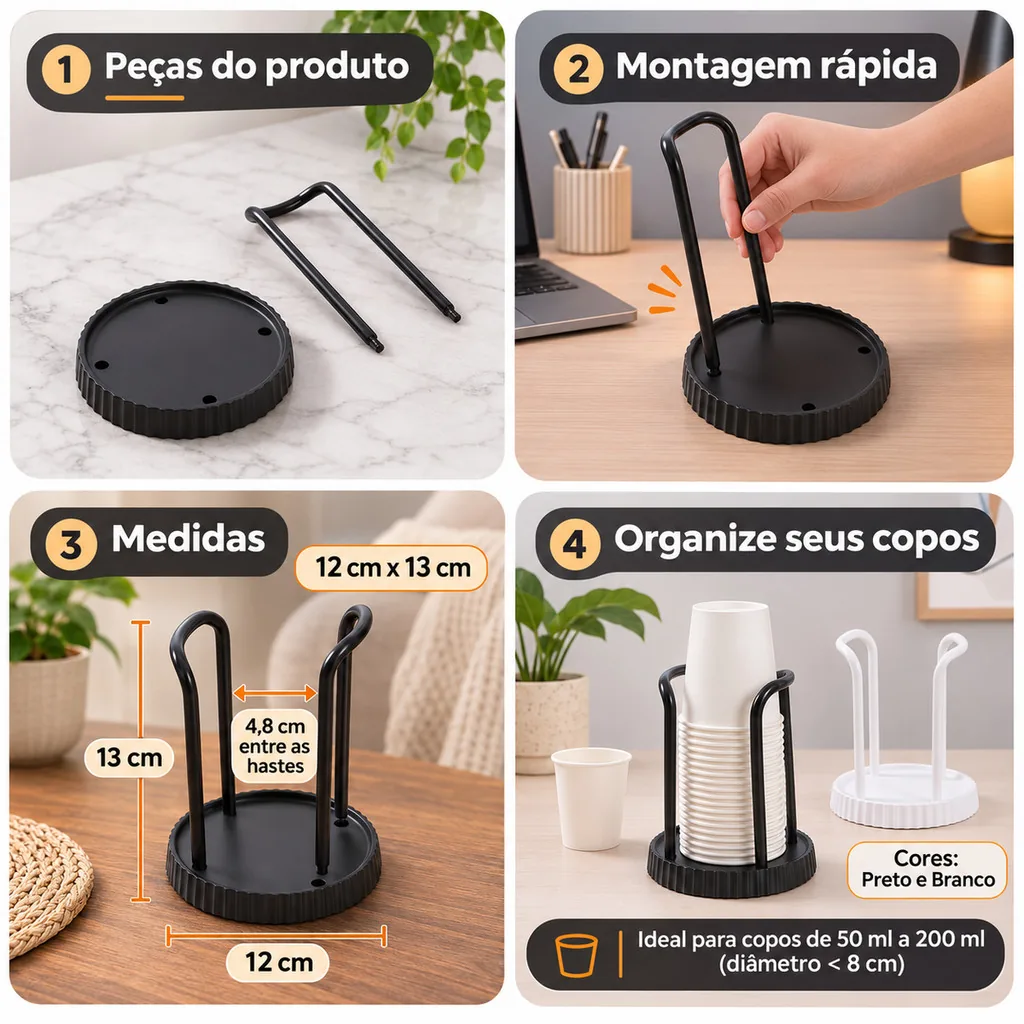 1 Peças do produto
2 Montagem rápida
3 Medidas
12 cm x 13 cm
13 cm
4,8 cm
entre as
hastes
12 cm
4 Organize seus copos
Cores:
Preto e Branco
Ideal para copos de 50 ml a 200 ml
(diâmetro < 8 cm)